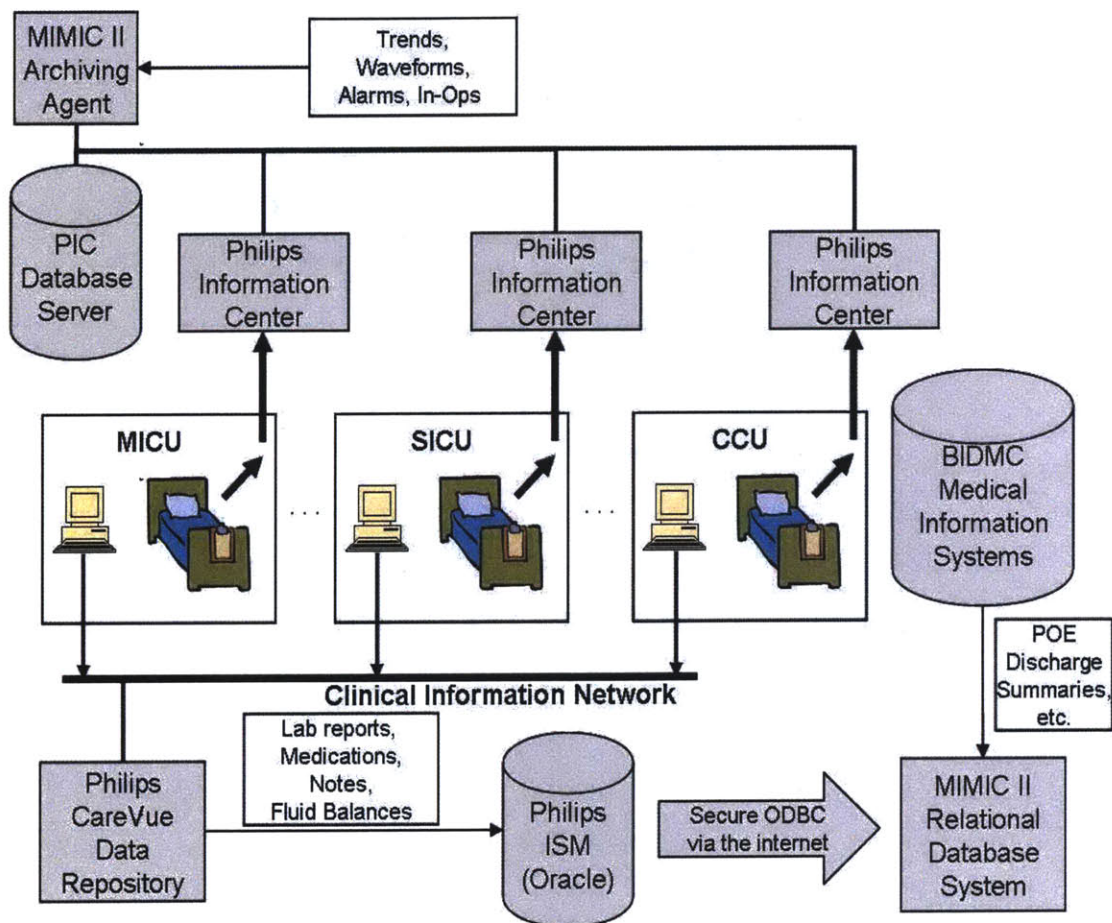 MIMIC II
Archiving
Agent
Trends,
Waveforms,
Alarms, In-Ops
PIC
Database
Server
Philips
Information
Center
Philips
Information
Center
Philips
Information
Center
MICU
SICU
CCU
...
...
BIDMC
Medical
Information
Systems
POE
Discharge
Summaries,
etc.
Clinical Information Network
Lab reports,
Medications,
Notes,
Fluid Balances
Philips
CareVue
Data
Repository
Philips
ISM
(Oracle)
Secure ODBC
via the internet
MIMIC II
Relational
Database
System